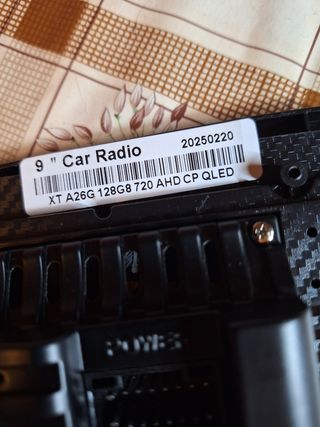 9 " Car Radio 20250220
XT A26G 128G8 720 AHD CP QLED
POWER